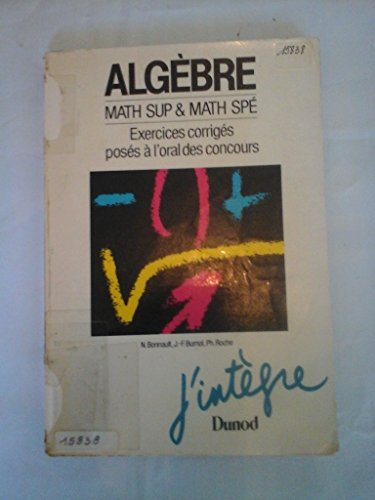 15838
ALGÈBRE
MATH SUP & MATH SPÉ
Exercices corrigés
posés à l'oral des concours
N. Bonnault, J.-F. Burnol, Ph. Roche
j'intègre
Dunod
15838